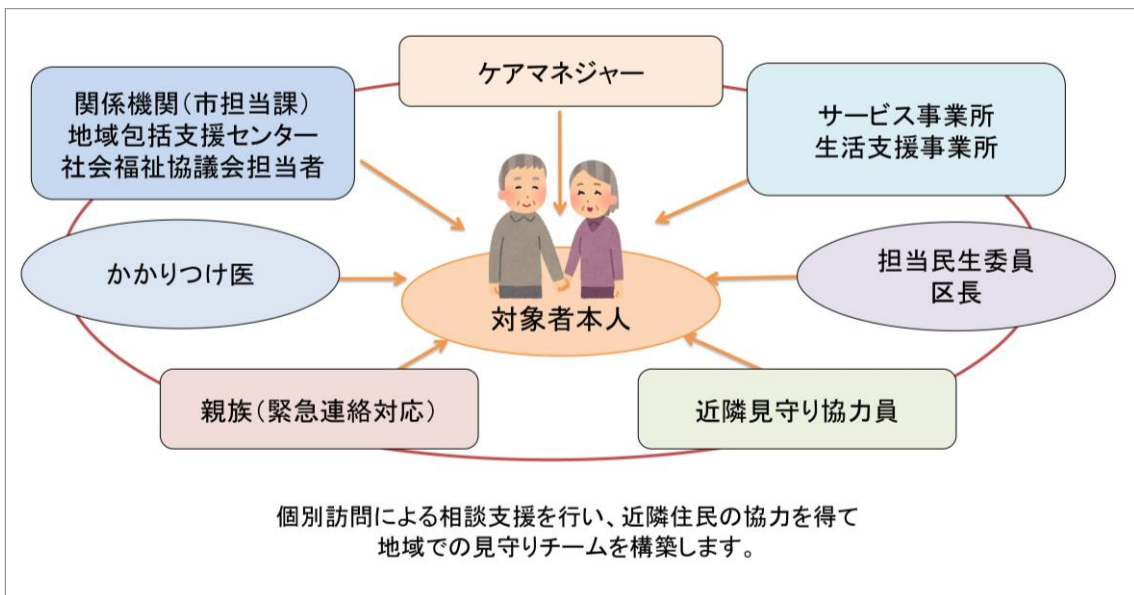 ケアマネジャー
関係機関（市担当課）
地域包括支援センター
社会福祉協議会担当者
サービス事業所
生活支援事業所
かかりつけ医
担当民生委員
区長
対象者本人
親族（緊急連絡対応）
近隣見守り協力員
個別訪問による相談支援を行い、近隣住民の協力を得て
地域での見守りチームを構築します。